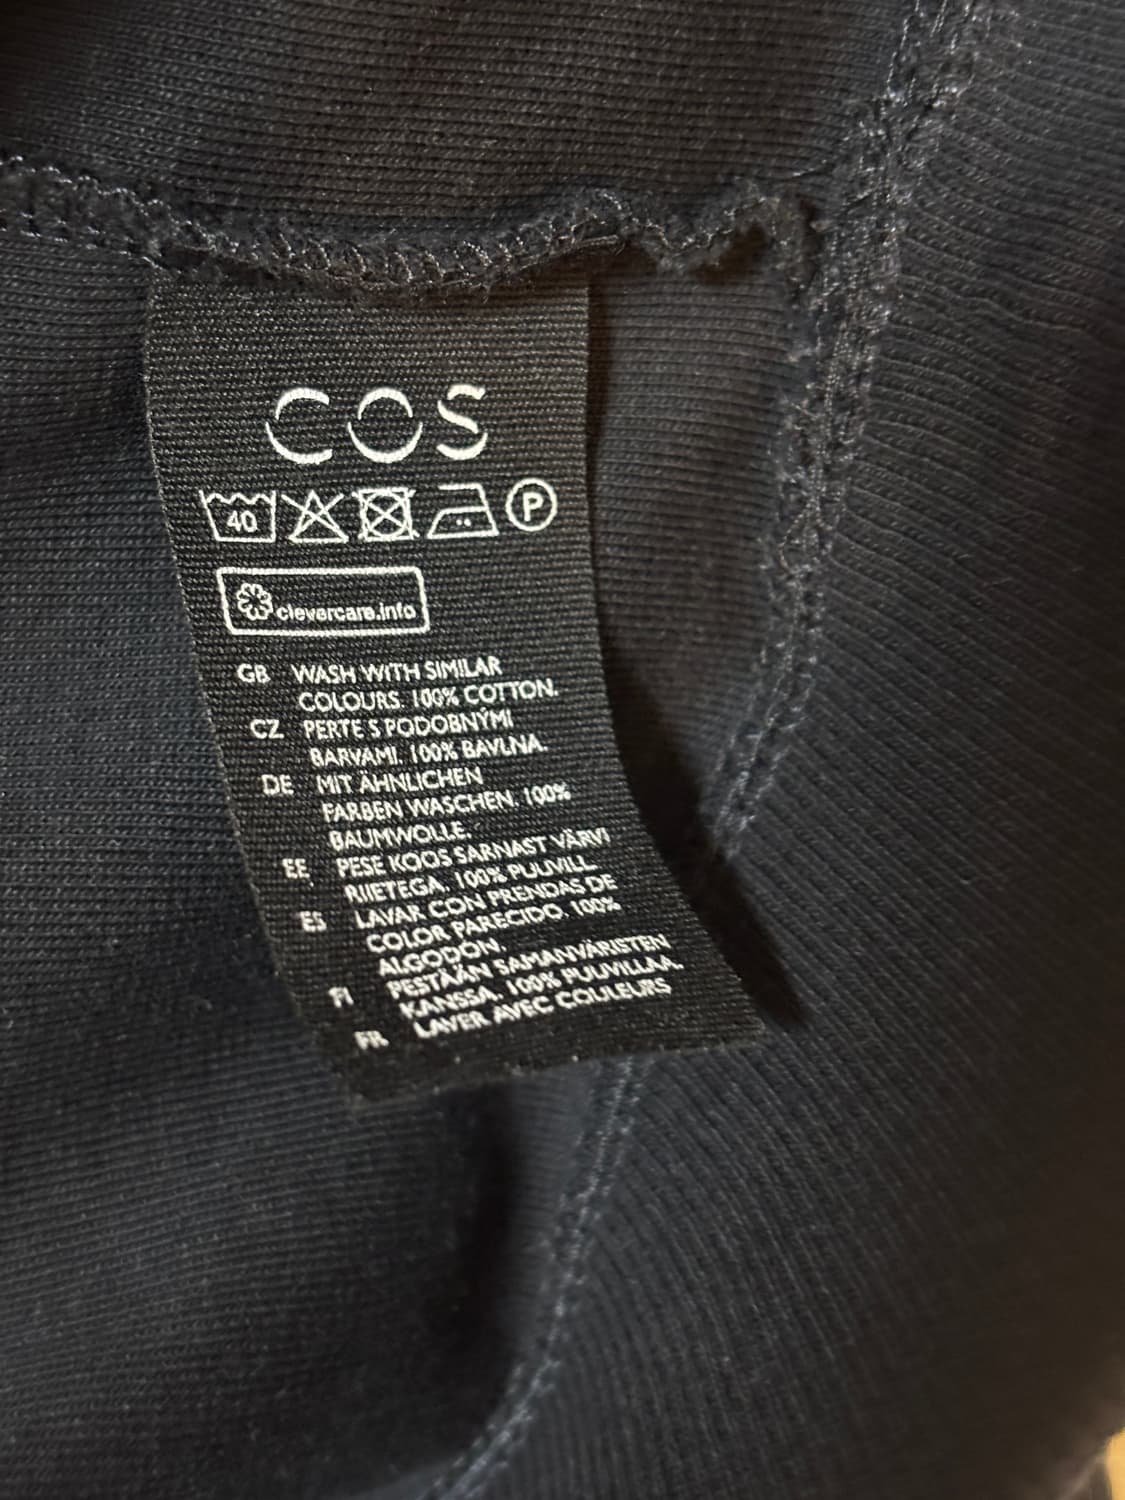 COS
40 P
clevercare.info
GB WASH WITH SIMILAR
COLOURS. 100% COTTON.
CZ PERTE S PODOBNÝMI
BARVAMI. 100% BAVLNA.
DE MIT ÄHNLICHEN
FARBEN WASCHEN. 100%
BAUMWOLLE.
EE PESE KOOS SARNAST VÄRVI
RIIETEGA. 100% PUUVILL.
ES LAVAR CON PRENDAS DE
COLOR PARECIDO. 100%
ALGODÓN.
FI PESTÄÄN SAMANVÄRISTEN
KANSSA. 100% PUUVILLAA.
FR LAVER AVEC COULEURS